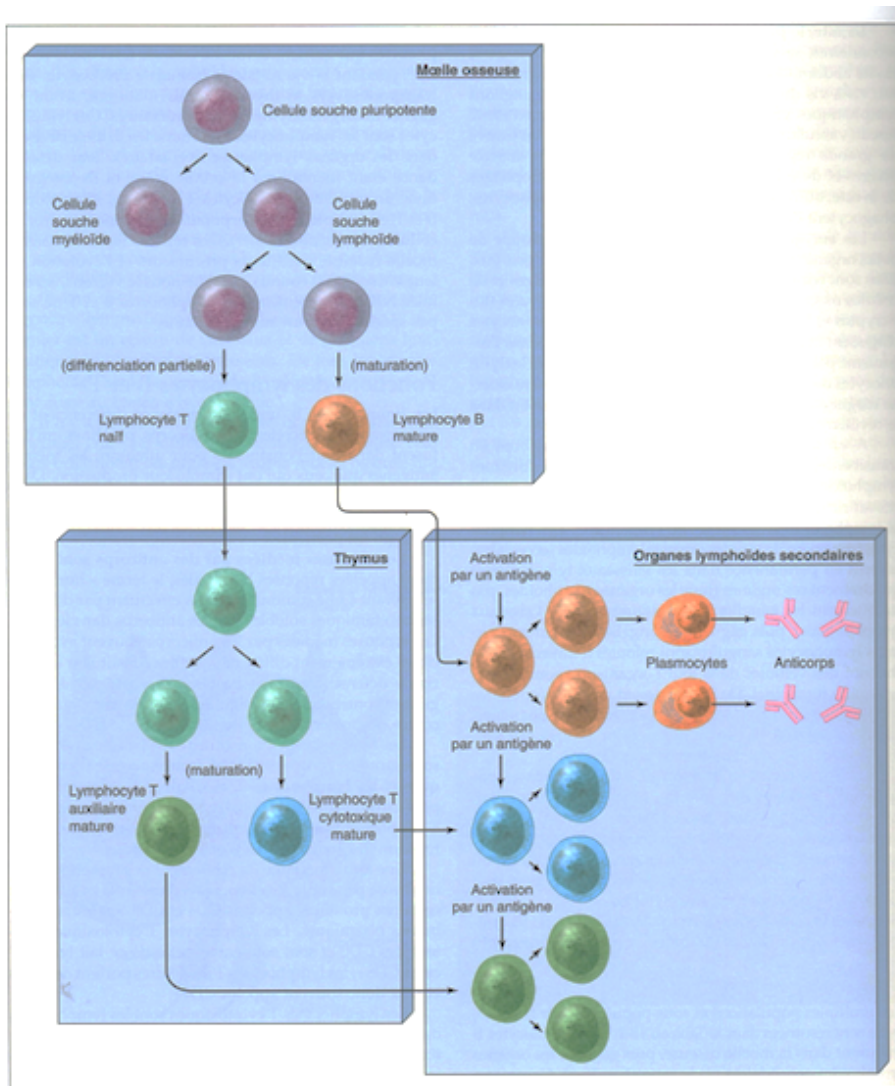 Mœlle osseuse
Cellule souche pluripotente
Cellule
souche
myéloïde
Cellule
souche
lymphoïde
(différenciation partielle)
(maturation)
Lymphocyte T
naïf
Lymphocyte B
mature
Thymus
(maturation)
Lymphocyte T
auxiliaire
mature
Lymphocyte T
cytotoxique
mature
Organes lymphoïdes secondaires
Activation
par un antigène
Plasmocytes
Anticorps
Activation
par un antigène
Activation
par un antigène